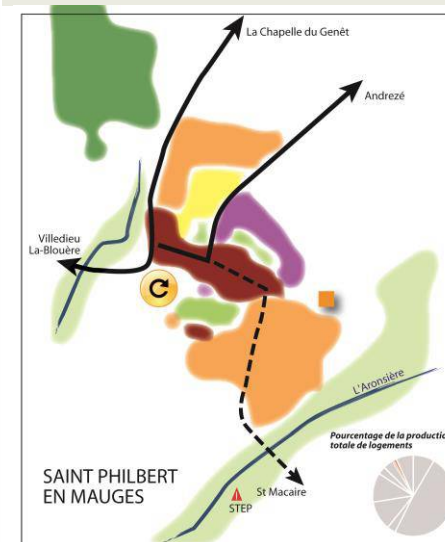 La Chapelle du Genêt
Andrezé
Villedieu
La-Blouère
L'Aronsière
Pourcentage de la production
totale de logements
SAINT PHILBERT
EN MAUGES
St Macaire
STEP